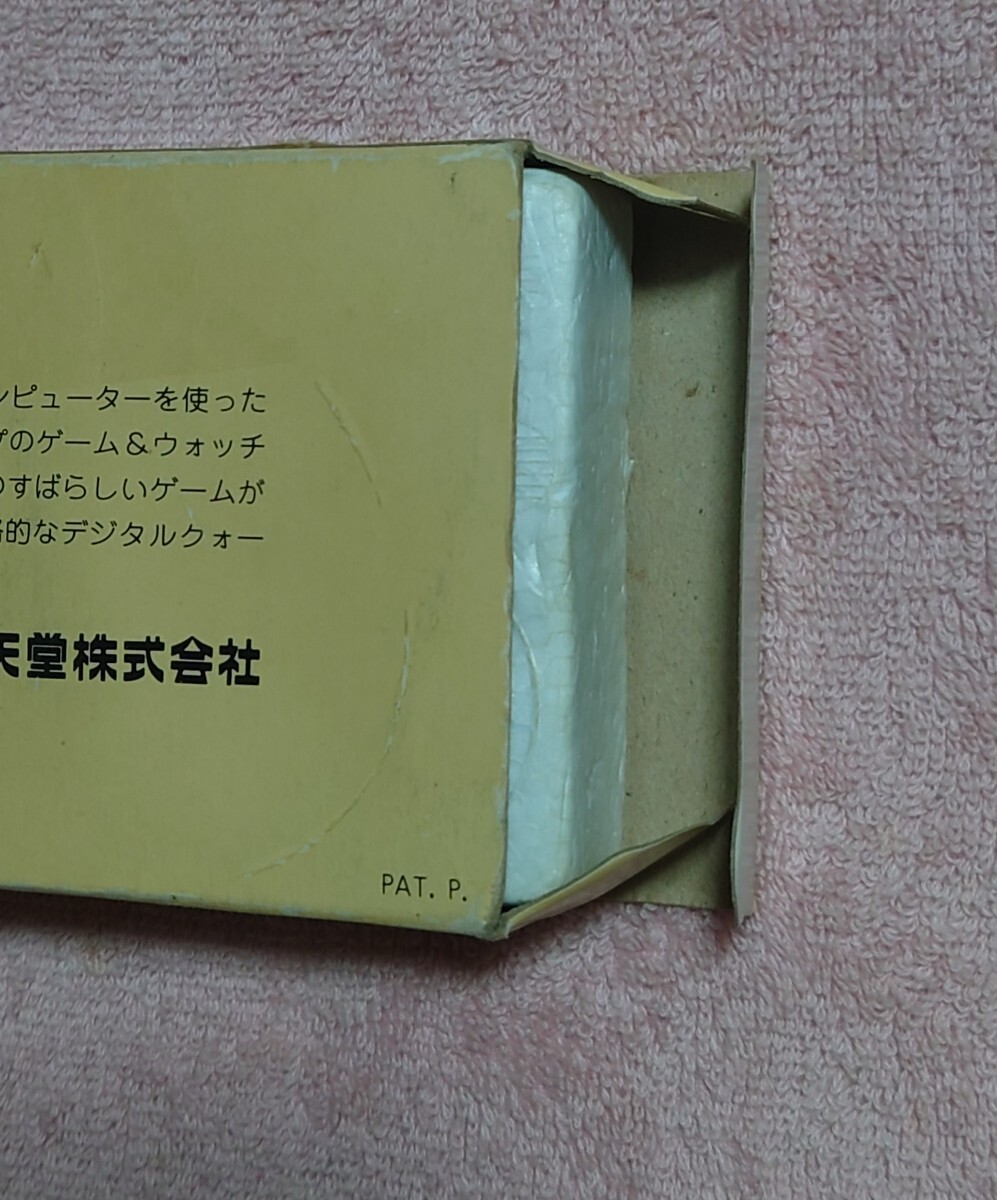 ンピューターを使った
プのゲーム＆ウォッチ
のすばらしいゲームが
格的なデジタルクォー
天堂株式会社
PAT. P.